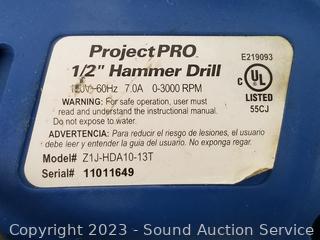 ProjectPRO
1/2" Hammer Drill
120V~60Hz 7.0A 0-3000 RPM
WARNING: For safe operation, user must
read and understand the instructional manual.
Do not expose to water.
ADVERTENCIA: Para reducir el riesgo de lesiones, el usuario
debe leer y entender la guia del usuario. No exponga regar.
Model# Z1J-HDA10-13T
Serial# 11011649
E219093
C UL
LISTED
55CJ
Copyright © 2023 - Sound Auction Service